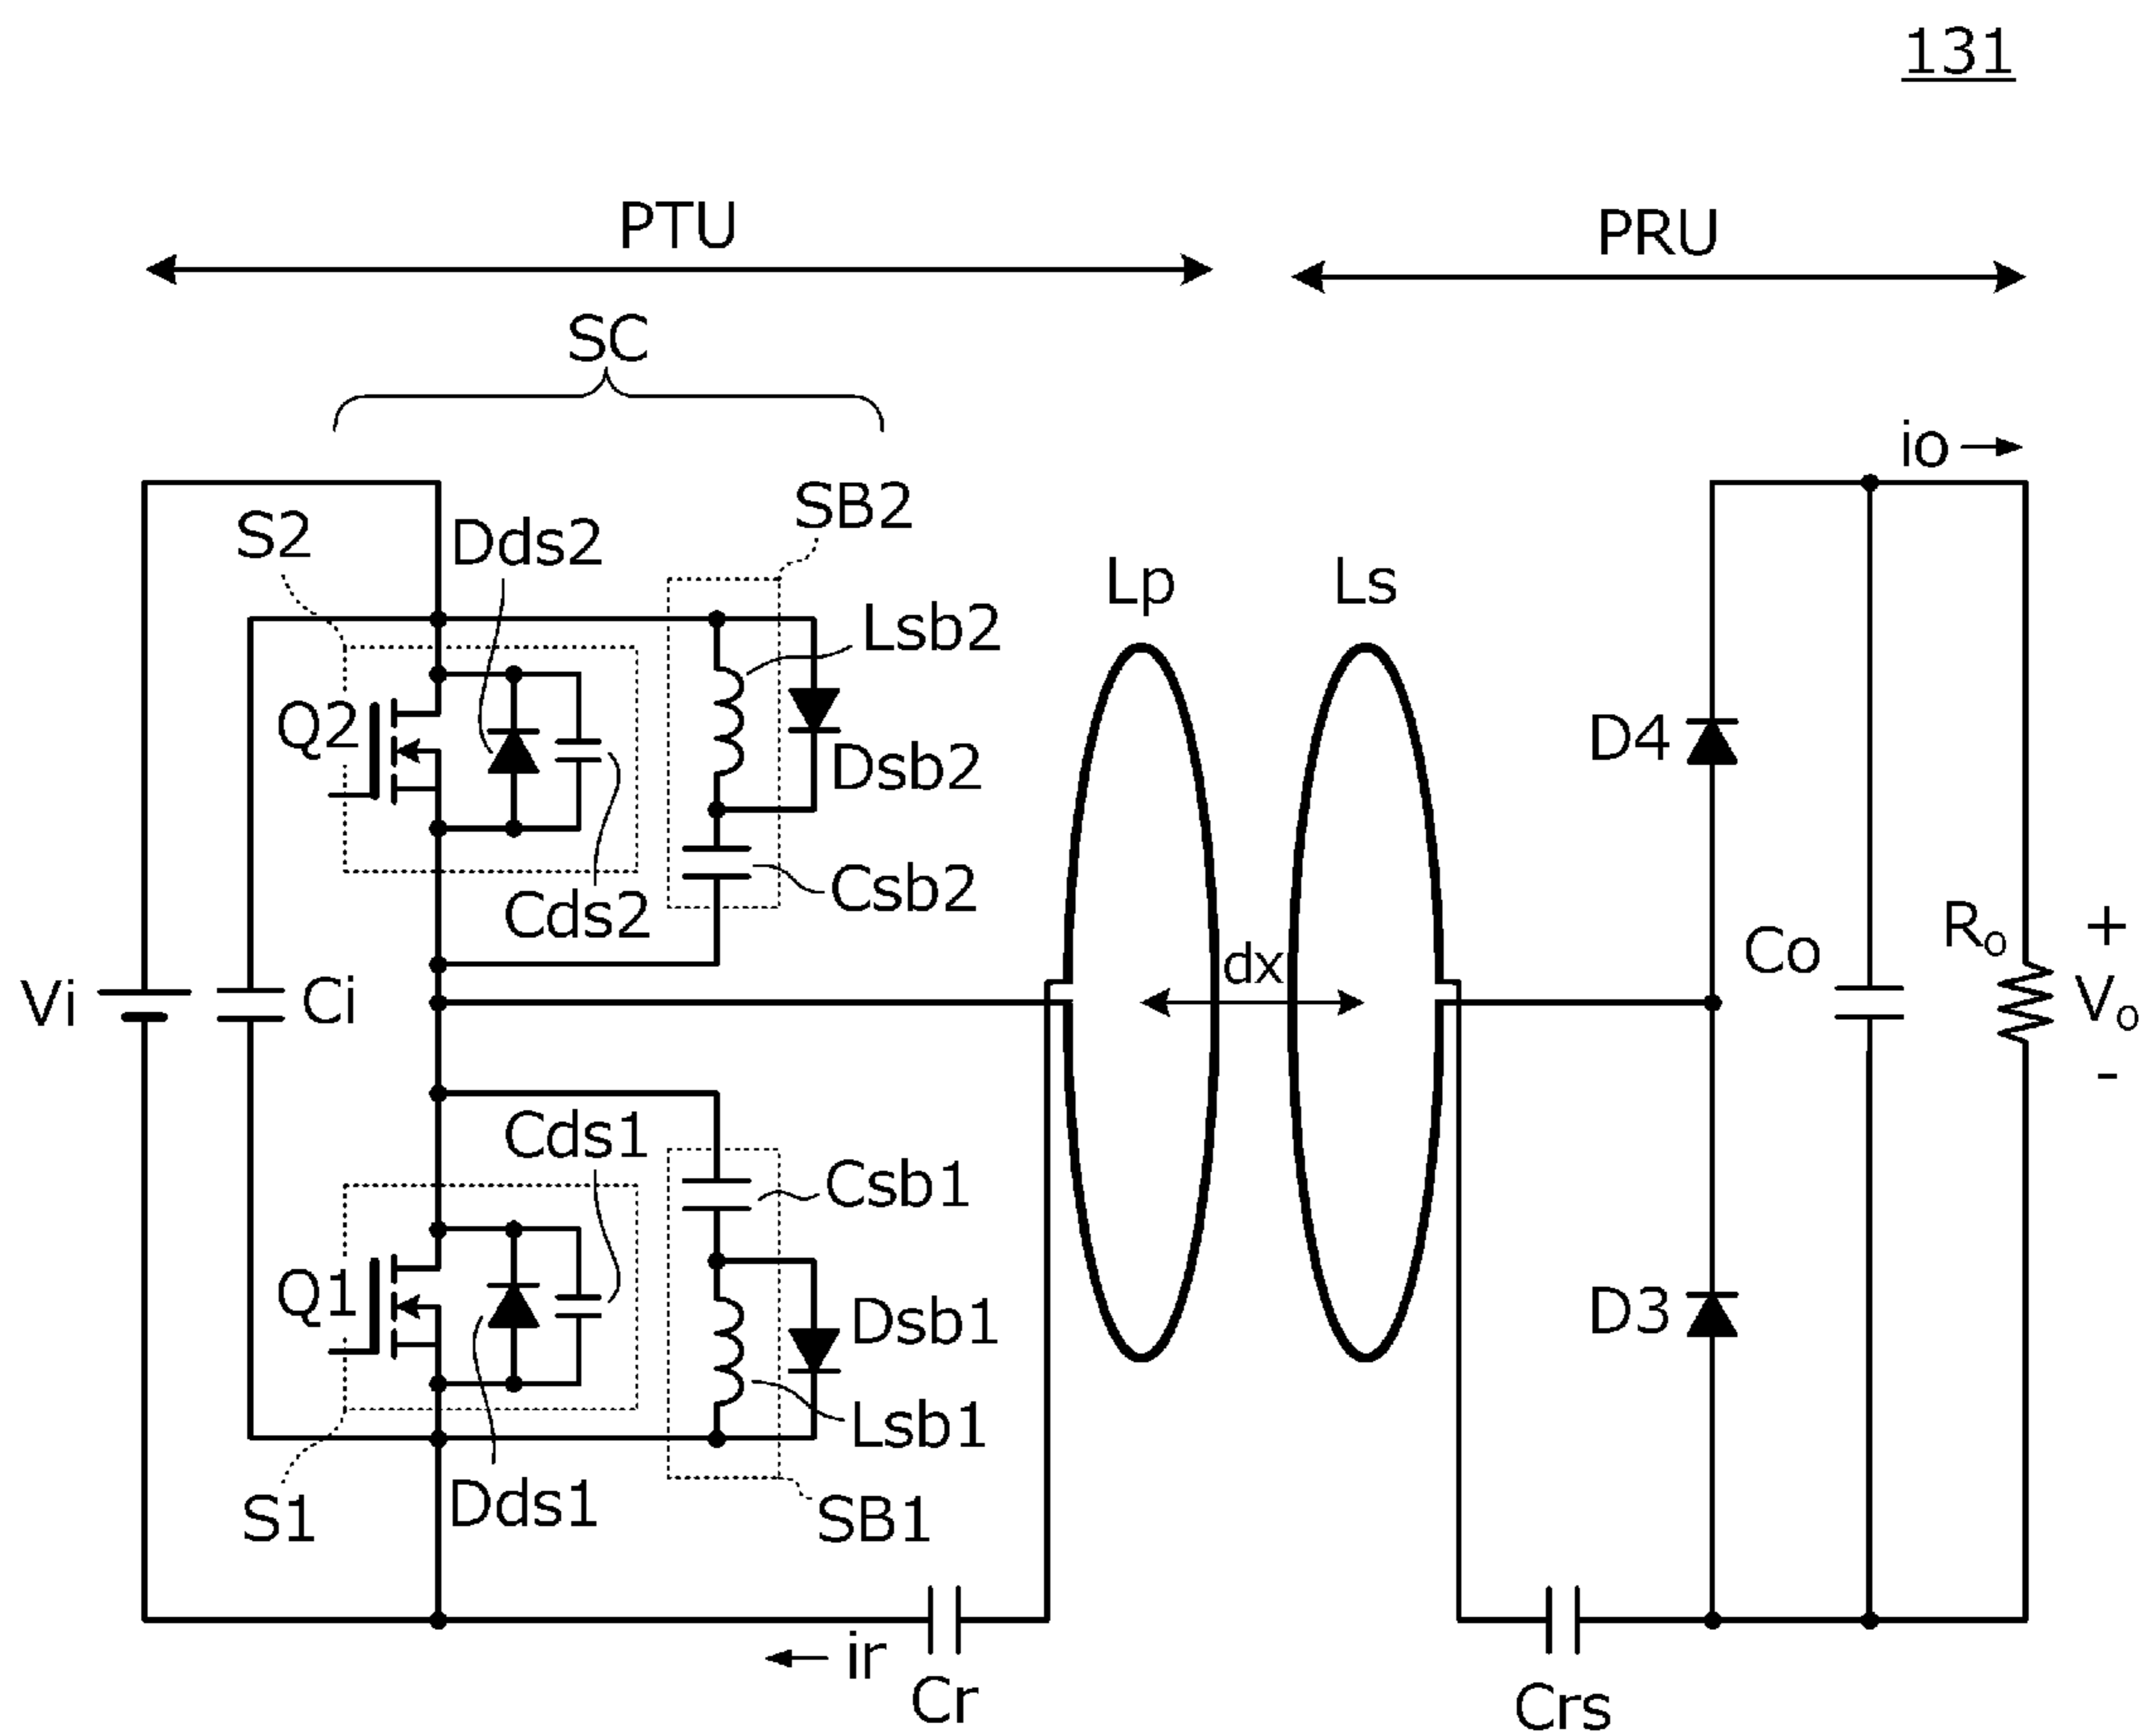 131
PTU
PRU
SC
io
S2
Dds2
SB2
Lsb2
Lp
Ls
Q2
Dsb2
D4
Cds2
Csb2
Vi
Ci
dx
Co
Ro
+
Vo
-
Cds1
Csb1
Q1
Dsb1
D3
Lsb1
S1
Dds1
SB1
ir
Cr
Crs